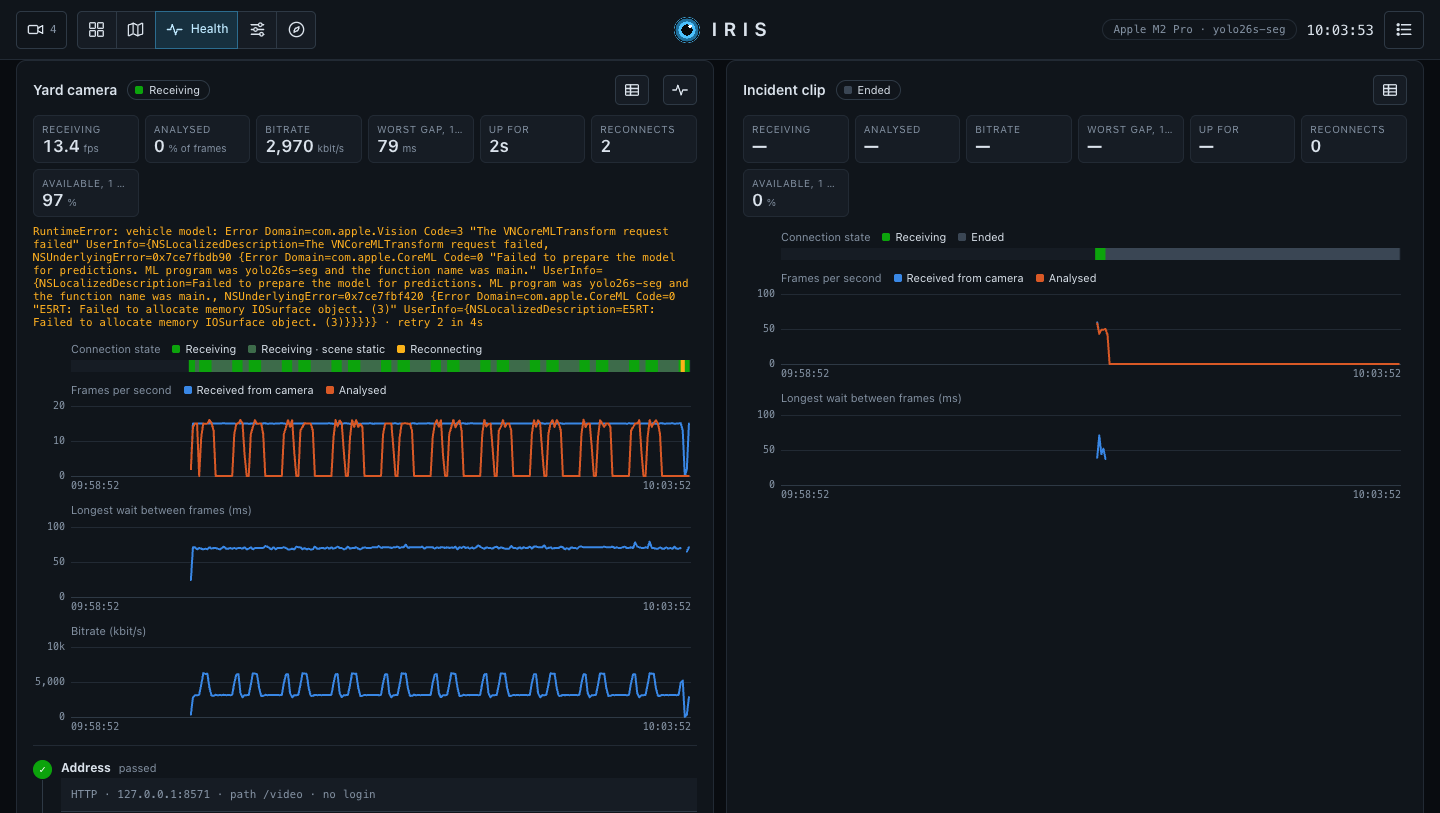 4
Health
IRIS
Apple M2 Pro · yolo26s-seg
10:03:53
Yard camera
Receiving
RECEIVING
13.4 fps
ANALYSED
0 % of frames
BITRATE
2,970 kbit/s
WORST GAP, 1…
79 ms
UP FOR
2s
RECONNECTS
2
AVAILABLE, 1 …
97 %
RuntimeError: vehicle model: Error Domain=com.apple.Vision Code=3 "The VNCoreMLTransform request
failed" UserInfo={NSLocalizedDescription=The VNCoreMLTransform request failed,
NSUnderlyingError=0x7ce7fbdb90 {Error Domain=com.apple.CoreML Code=0 "Failed to prepare the model
for predictions. ML program was yolo26s-seg and the function name was main." UserInfo=
{NSLocalizedDescription=Failed to prepare the model for predictions. ML program was yolo26s-seg and
the function name was main., NSUnderlyingError=0x7ce7fbf420 {Error Domain=com.apple.CoreML Code=0
"E5RT: Failed to allocate memory IOSurface object. (3)" UserInfo={NSLocalizedDescription=E5RT:
Failed to allocate memory IOSurface object. (3)}}}}} · retry 2 in 4s
Connection state Receiving Receiving · scene static Reconnecting
Frames per second Received from camera Analysed
20
10
0
09:58:52 10:03:52
Longest wait between frames (ms)
100
50
0
09:58:52 10:03:52
Bitrate (kbit/s)
10k
5,000
0
09:58:52 10:03:52
Address passed
HTTP · 127.0.0.1:8571 · path /video · no login
Incident clip
Ended
RECEIVING
—
ANALYSED
—
BITRATE
—
WORST GAP, 1…
—
UP FOR
—
RECONNECTS
0
AVAILABLE, 1 …
0 %
Connection state Receiving Ended
Frames per second Received from camera Analysed
100
50
0
09:58:52 10:03:52
Longest wait between frames (ms)
100
50
0
09:58:52 10:03:52